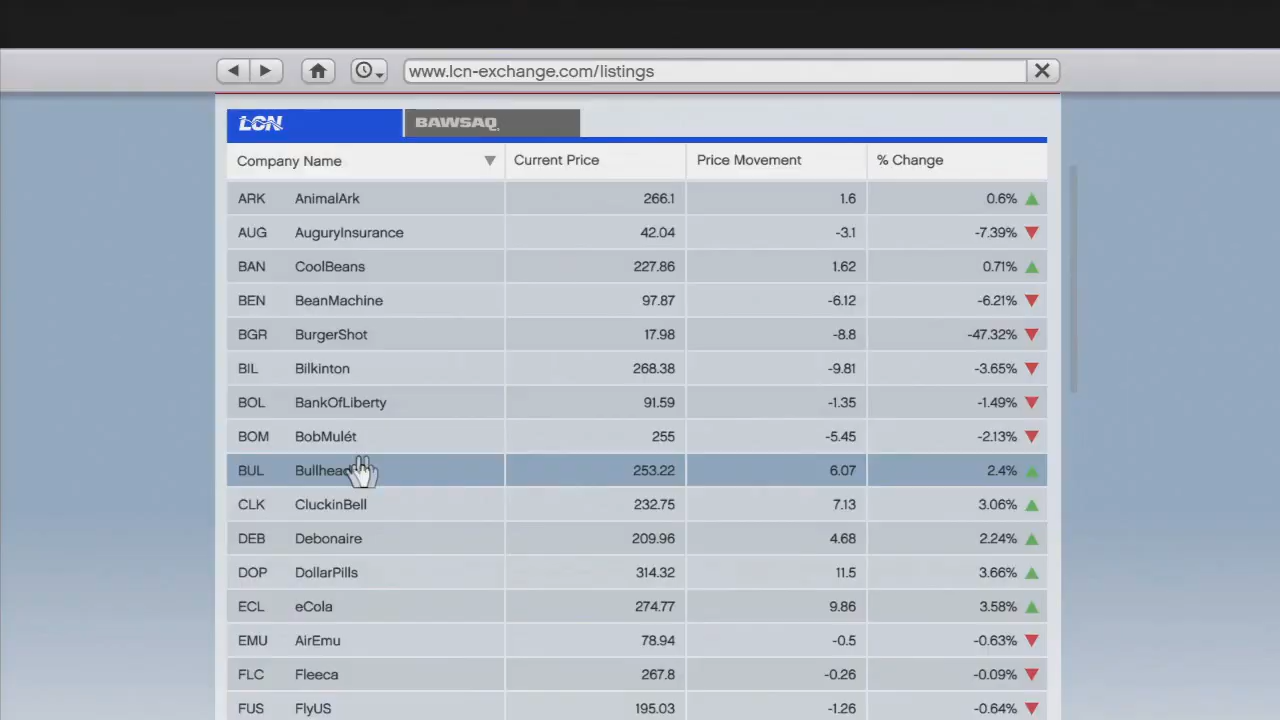 www.lcn-exchange.com/listings
LCN BAWSAQ
Company Name Current Price Price Movement % Change
ARK AnimalArk 266.1 1.6 0.6%
AUG AuguryInsurance 42.04 -3.1 -7.39%
BAN CoolBeans 227.86 1.62 0.71%
BEN BeanMachine 97.87 -6.12 -6.21%
BGR BurgerShot 17.98 -8.8 -47.32%
BIL Bilkinton 268.38 -9.81 -3.65%
BOL BankOfLiberty 91.59 -1.35 -1.49%
BOM BobMulét 255 -5.45 -2.13%
BUL 253.22 6.07 2.4%
CLK CluckinBell 232.75 7.13 3.06%
DEB Debonaire 209.96 4.68 2.24%
DOP DollarPills 314.32 11.5 3.66%
ECL eCola 274.77 9.86 3.58%
EMU AirEmu 78.94 -0.5 -0.63%
FLC Fleeca 267.8 -0.26 -0.09%
FUS FlyUS 195.03 -1.26 -0.64%